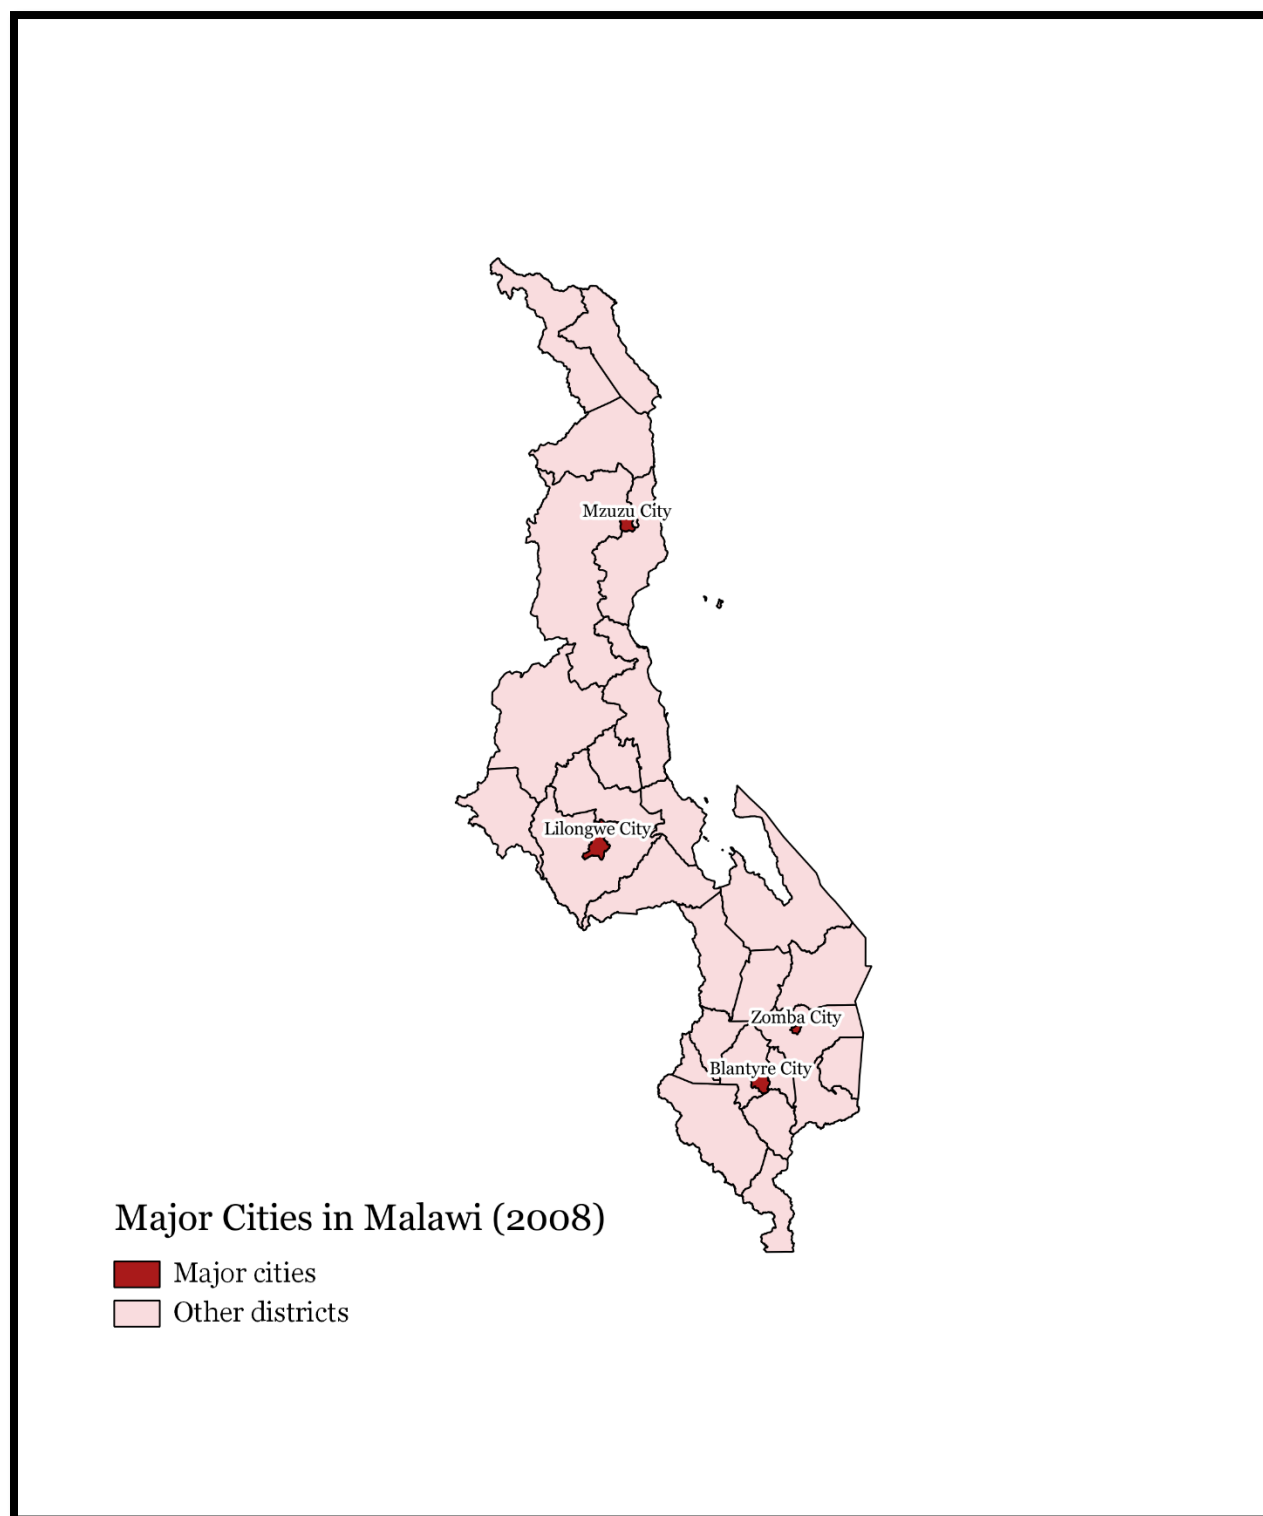 Mzuzu City
Lilongwe City
Zomba City
Blantyre City
Major Cities in Malawi (2008)
Major cities
Other districts